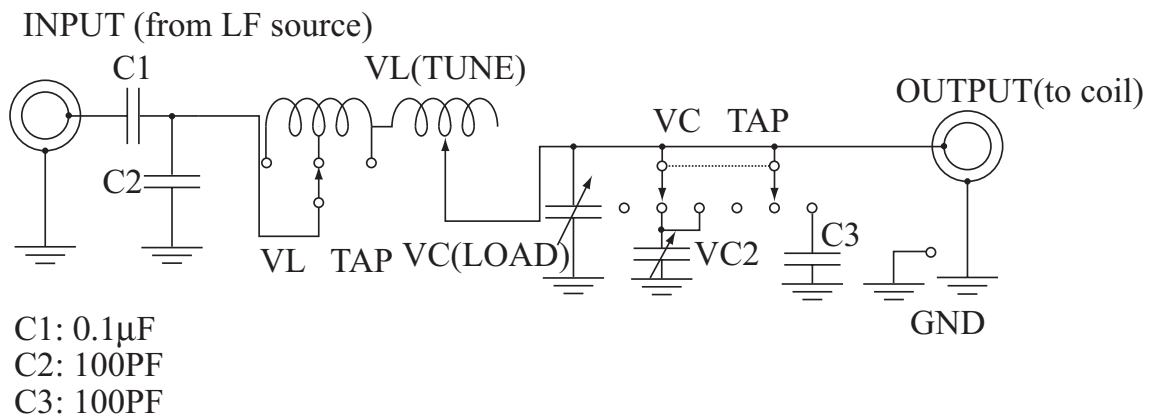 INPUT (from LF source)
C1
VL(TUNE)
OUTPUT(to coil)
VC TAP
C2
VL TAP
VC(LOAD)
VC2
C3
GND
C1: 0.1µF
C2: 100PF
C3: 100PF